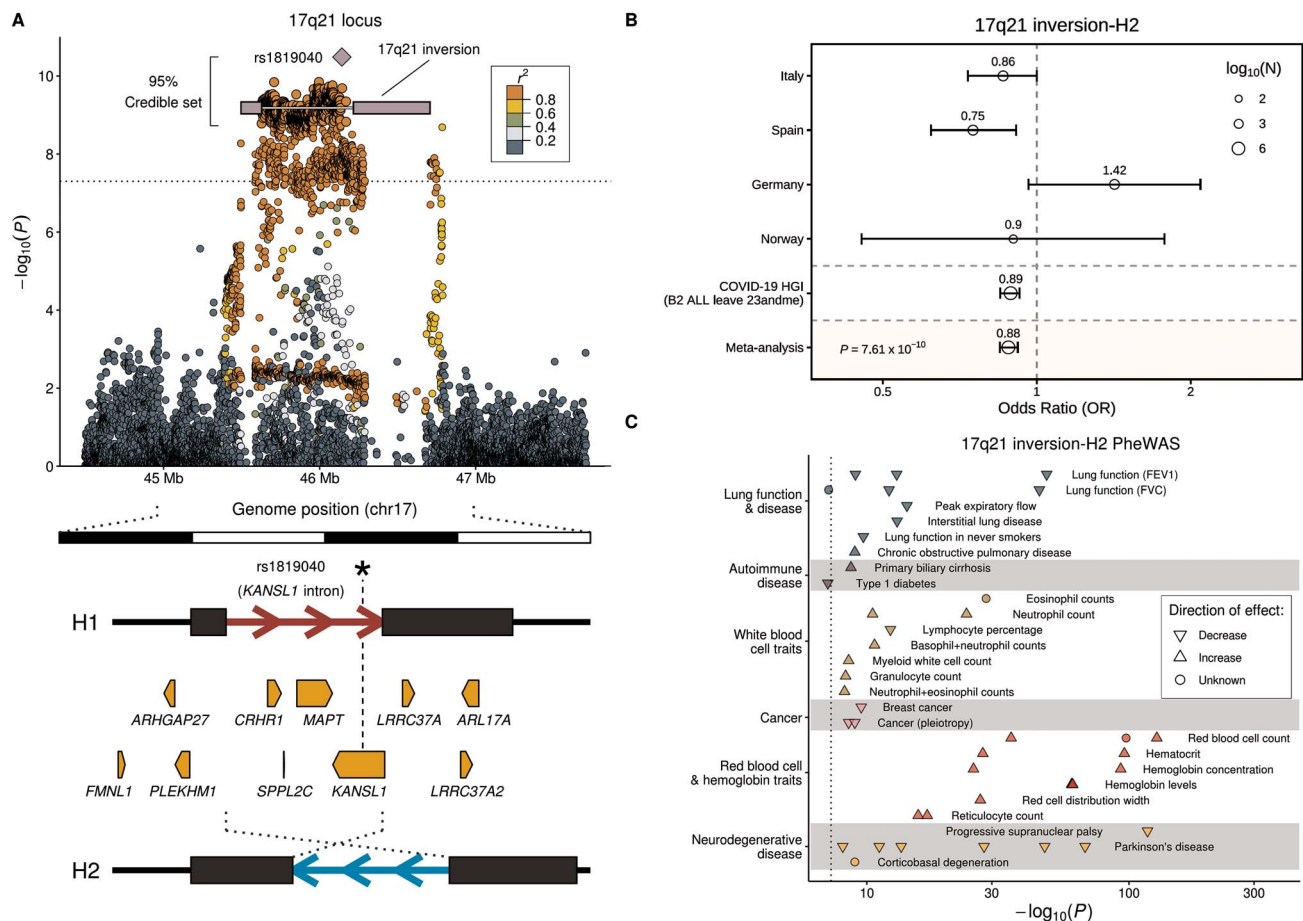 A
17q21 locus
rs1819040
17q21 inversion
95%
Credible set
r²
0.8
0.6
0.4
0.2
10
8
6
4
2
0
−log₁₀(P)
45 Mb
46 Mb
47 Mb
Genome position (chr17)
rs1819040
*
(KANSL1 intron)
H1
ARHGAP27
CRHR1
MAPT
LRRC37A
ARL17A
FMNL1
PLEKHM1
SPPL2C
KANSL1
LRRC37A2
H2
B
17q21 inversion-H2
log₁₀(N)
2
3
6
Italy
0.86
Spain
0.75
Germany
1.42
Norway
0.9
COVID-19 HGI
(B2 ALL leave 23andme)
0.89
Meta-analysis
P = 7.61 x 10⁻¹⁰
0.88
0.5
1
2
Odds Ratio (OR)
C
17q21 inversion-H2 PheWAS
Lung function
& disease
Lung function (FEV1)
Lung function (FVC)
Peak expiratory flow
Interstitial lung disease
Lung function in never smokers
Chronic obstructive pulmonary disease
Autoimmune
disease
Primary biliary cirrhosis
Type 1 diabetes
White blood
cell traits
Eosinophil counts
Neutrophil count
Lymphocyte percentage
Basophil+neutrophil counts
Myeloid white cell count
Granulocyte count
Neutrophil+eosinophil counts
Direction of effect:
Decrease
Increase
Unknown
Cancer
Breast cancer
Cancer (pleiotropy)
Red blood cell
& hemoglobin traits
Red blood cell count
Hematocrit
Hemoglobin concentration
Hemoglobin levels
Red cell distribution width
Reticulocyte count
Neurodegenerative
disease
Progressive supranuclear palsy
Parkinson's disease
Corticobasal degeneration
10
30
100
300
−log₁₀(P)